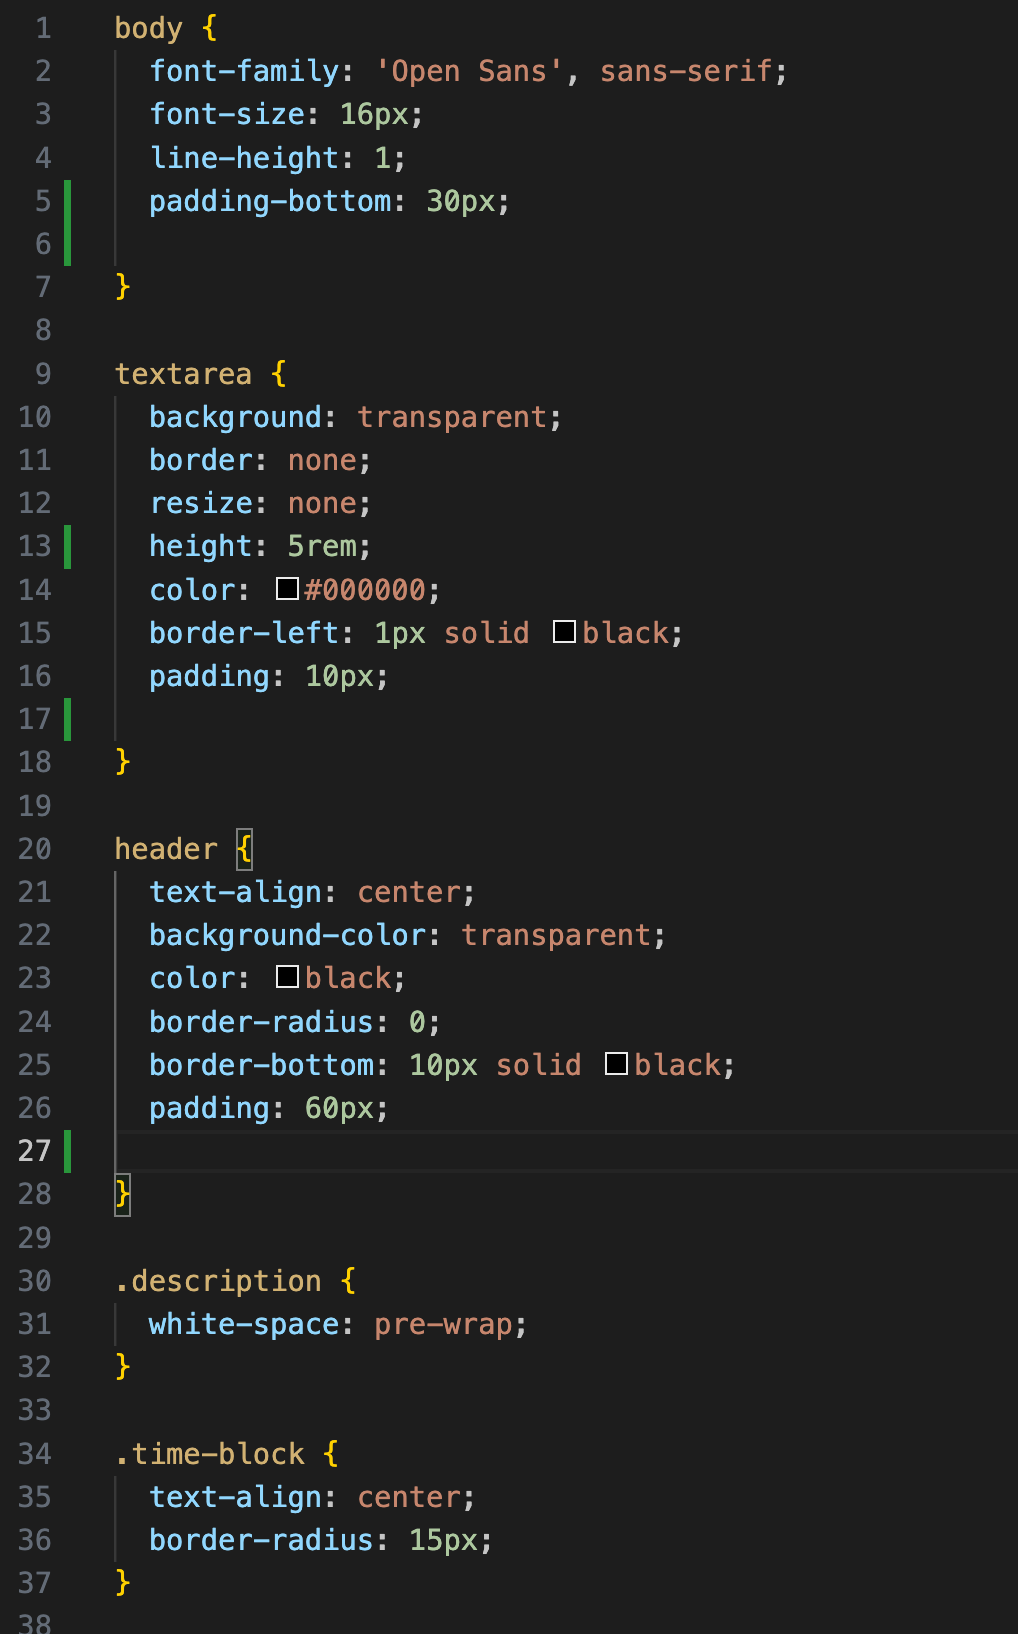 1 body {
2 font-family: 'Open Sans', sans-serif;
3 font-size: 16px;
4 line-height: 1;
5 padding-bottom: 30px;
6
7 }
8
9 textarea {
10 background: transparent;
11 border: none;
12 resize: none;
13 height: 5rem;
14 color: #000000;
15 border-left: 1px solid black;
16 padding: 10px;
17
18 }
19
20 header {
21 text-align: center;
22 background-color: transparent;
23 color: black;
24 border-radius: 0;
25 border-bottom: 10px solid black;
26 padding: 60px;
27
28 }
29
30 .description {
31 white-space: pre-wrap;
32 }
33
34 .time-block {
35 text-align: center;
36 border-radius: 15px;
37 }
38